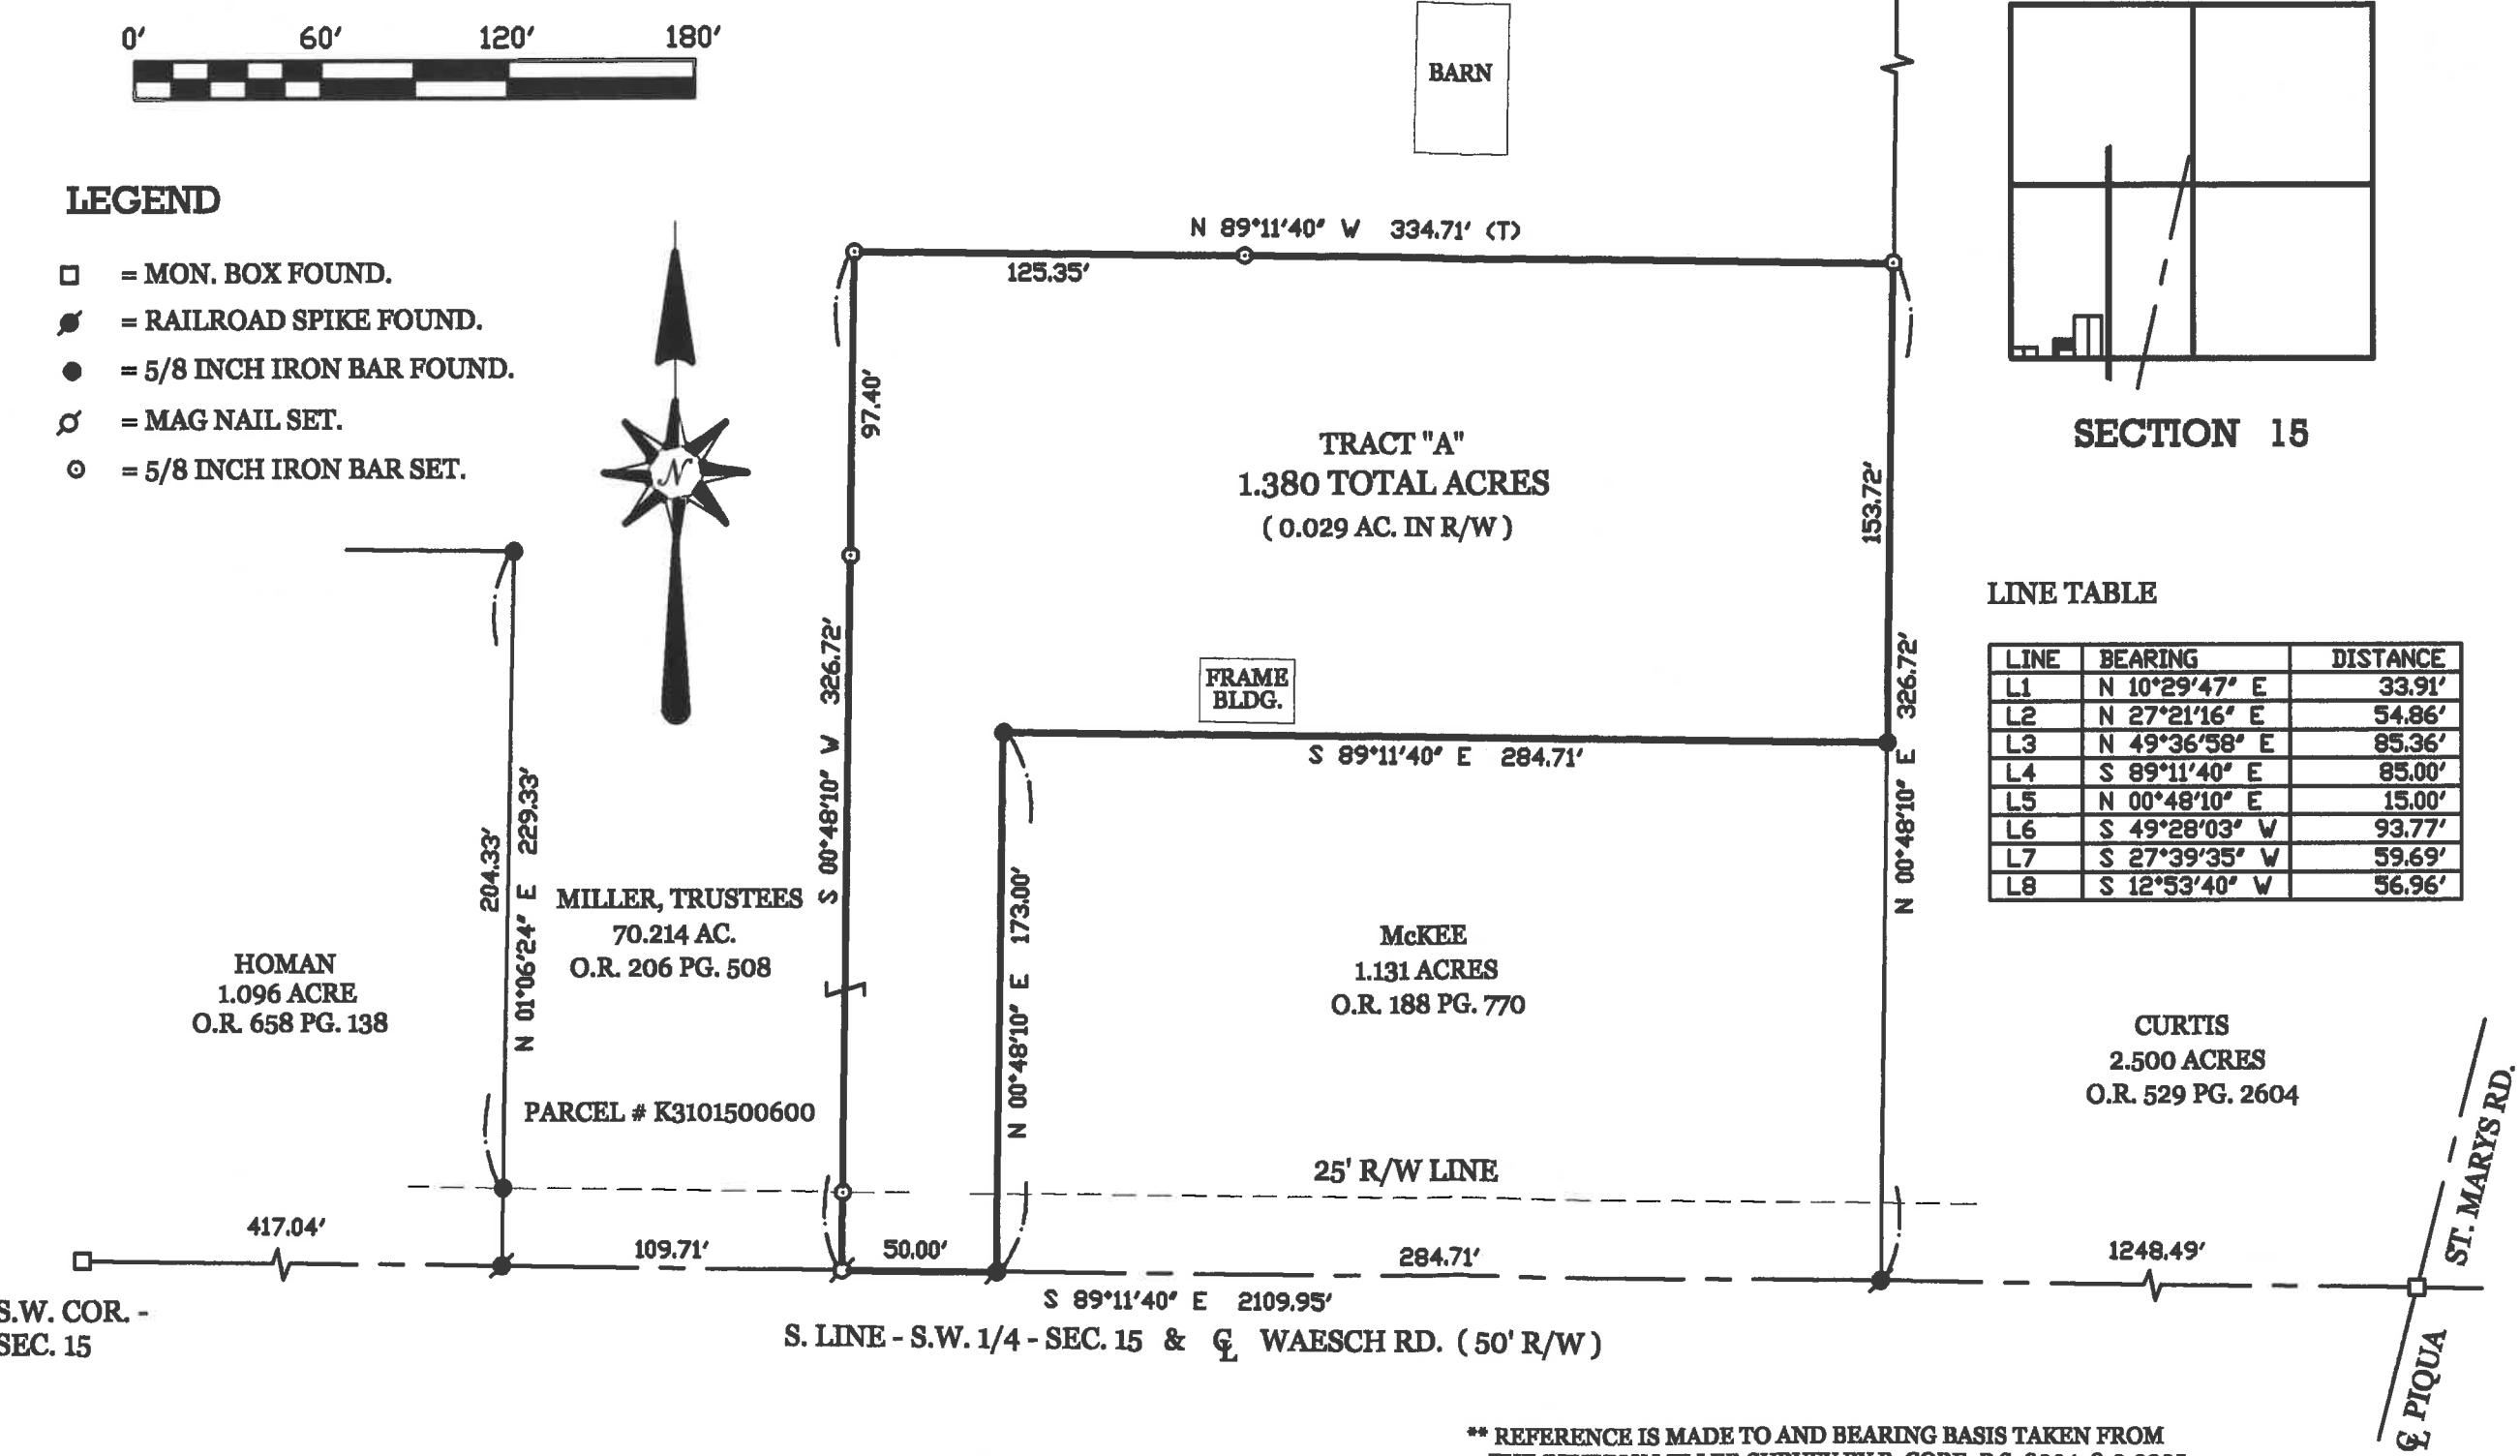 0' 60' 120' 180'
BARN
LEGEND
= MON. BOX FOUND.
= RAILROAD SPIKE FOUND.
= 5/8 INCH IRON BAR FOUND.
= MAG NAIL SET.
= 5/8 INCH IRON BAR SET.
N
N 89°11'40" W 334.71' (T)
125.35'
97.40'
TRACT "A"
1.380 TOTAL ACRES
( 0.029 AC. IN R/W )
153.72'
SECTION 15
LINE TABLE
LINE BEARING DISTANCE
L1 N 10°29'47" E 33.91'
L2 N 27°21'16" E 54.86'
L3 N 49°36'58" E 85.36'
L4 S 89°11'40" E 85.00'
L5 N 00°48'10" E 15.00'
L6 S 49°28'03" W 93.77'
L7 S 27°39'35" W 59.69'
L8 S 12°53'40" W 56.96'
FRAME
BLDG.
S 89°11'40" E 284.71'
S 00°48'10" W 326.72'
N 00°48'10" E 326.72'
204.33'
N 01°06'24" E 229.33'
MILLER, TRUSTEES
70.214 AC.
O.R. 206 PG. 508
PARCEL # K3101500600
HOMAN
1.096 ACRE
O.R. 658 PG. 138
N 00°48'10" E 173.00'
McKEE
1.131 ACRES
O.R. 188 PG. 770
CURTIS
2.500 ACRES
O.R. 529 PG. 2604
25' R/W LINE
417.04'
109.71'
50.00'
284.71'
1248.49'
S.W. COR. -
SEC. 15
S 89°11'40" E 2109.95'
S. LINE - S.W. 1/4 - SEC. 15 & ℄ WAESCH RD. ( 50' R/W )
℄ PIQUA ST. MARYS RD.
** REFERENCE IS MADE TO AND BEARING BASIS TAKEN FROM